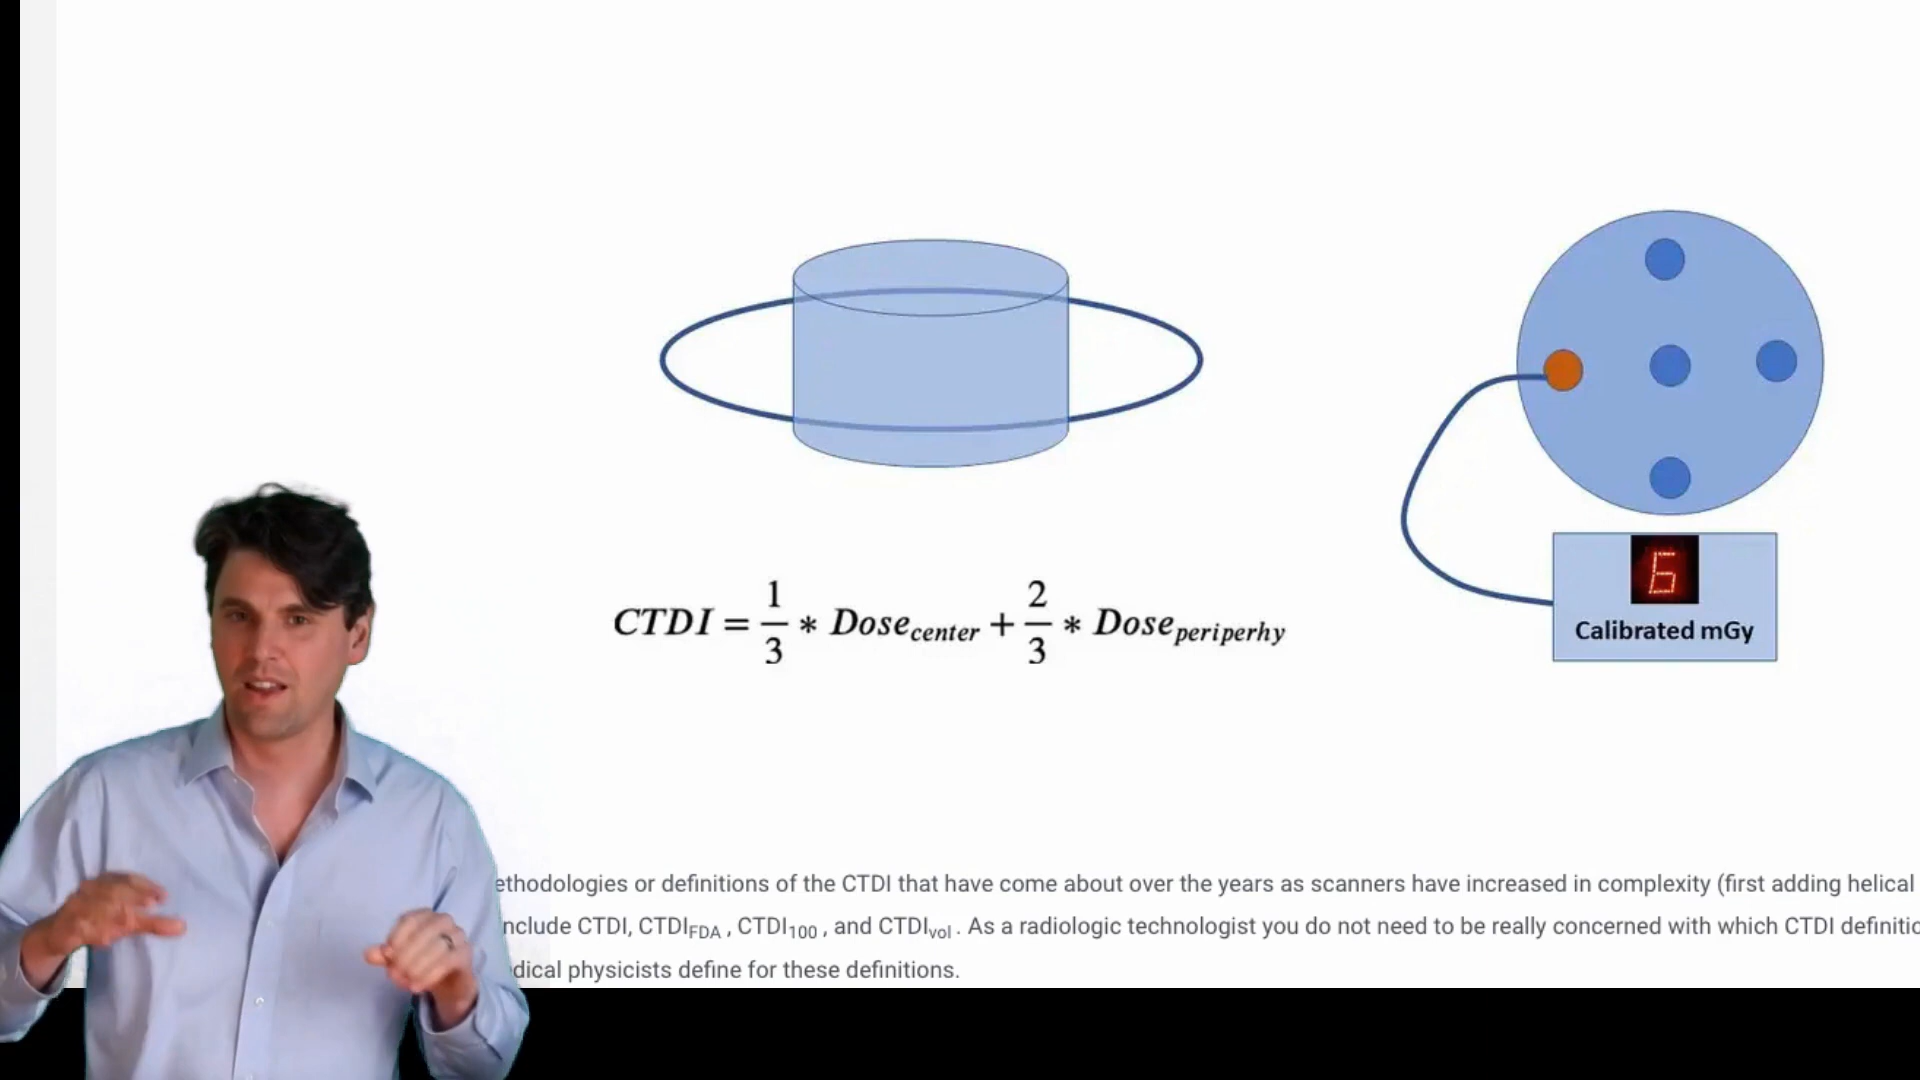 6
Calibrated mGy
CTDI = 1/3 * Dose_center + 2/3 * Dose_periperhy
ethodologies or definitions of the CTDI that have come about over the years as scanners have increased in complexity (first adding helical
nclude CTDI, CTDI_FDA , CTDI_100 , and CTDI_vol . As a radiologic technologist you do not need to be really concerned with which CTDI definitio
dical physicists define for these definitions.